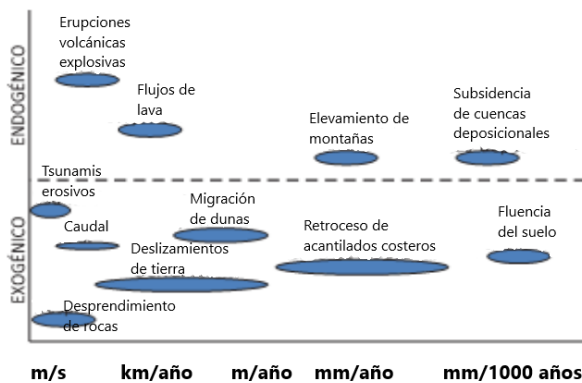 Erupciones
volcánicas
explosivas
Flujos de
lava
Elevamiento de
montañas
Subsidencia
de cuencas
deposicionales
ENDOGÉNICO
Tsunamis
erosivos
Caudal
Migración
de dunas
Deslizamientos
de tierra
Retroceso de
acantilados costeros
Fluencia
del suelo
Desprendimiento
de rocas
EXOGÉNICO
m/s km/año m/año mm/año mm/1000 años